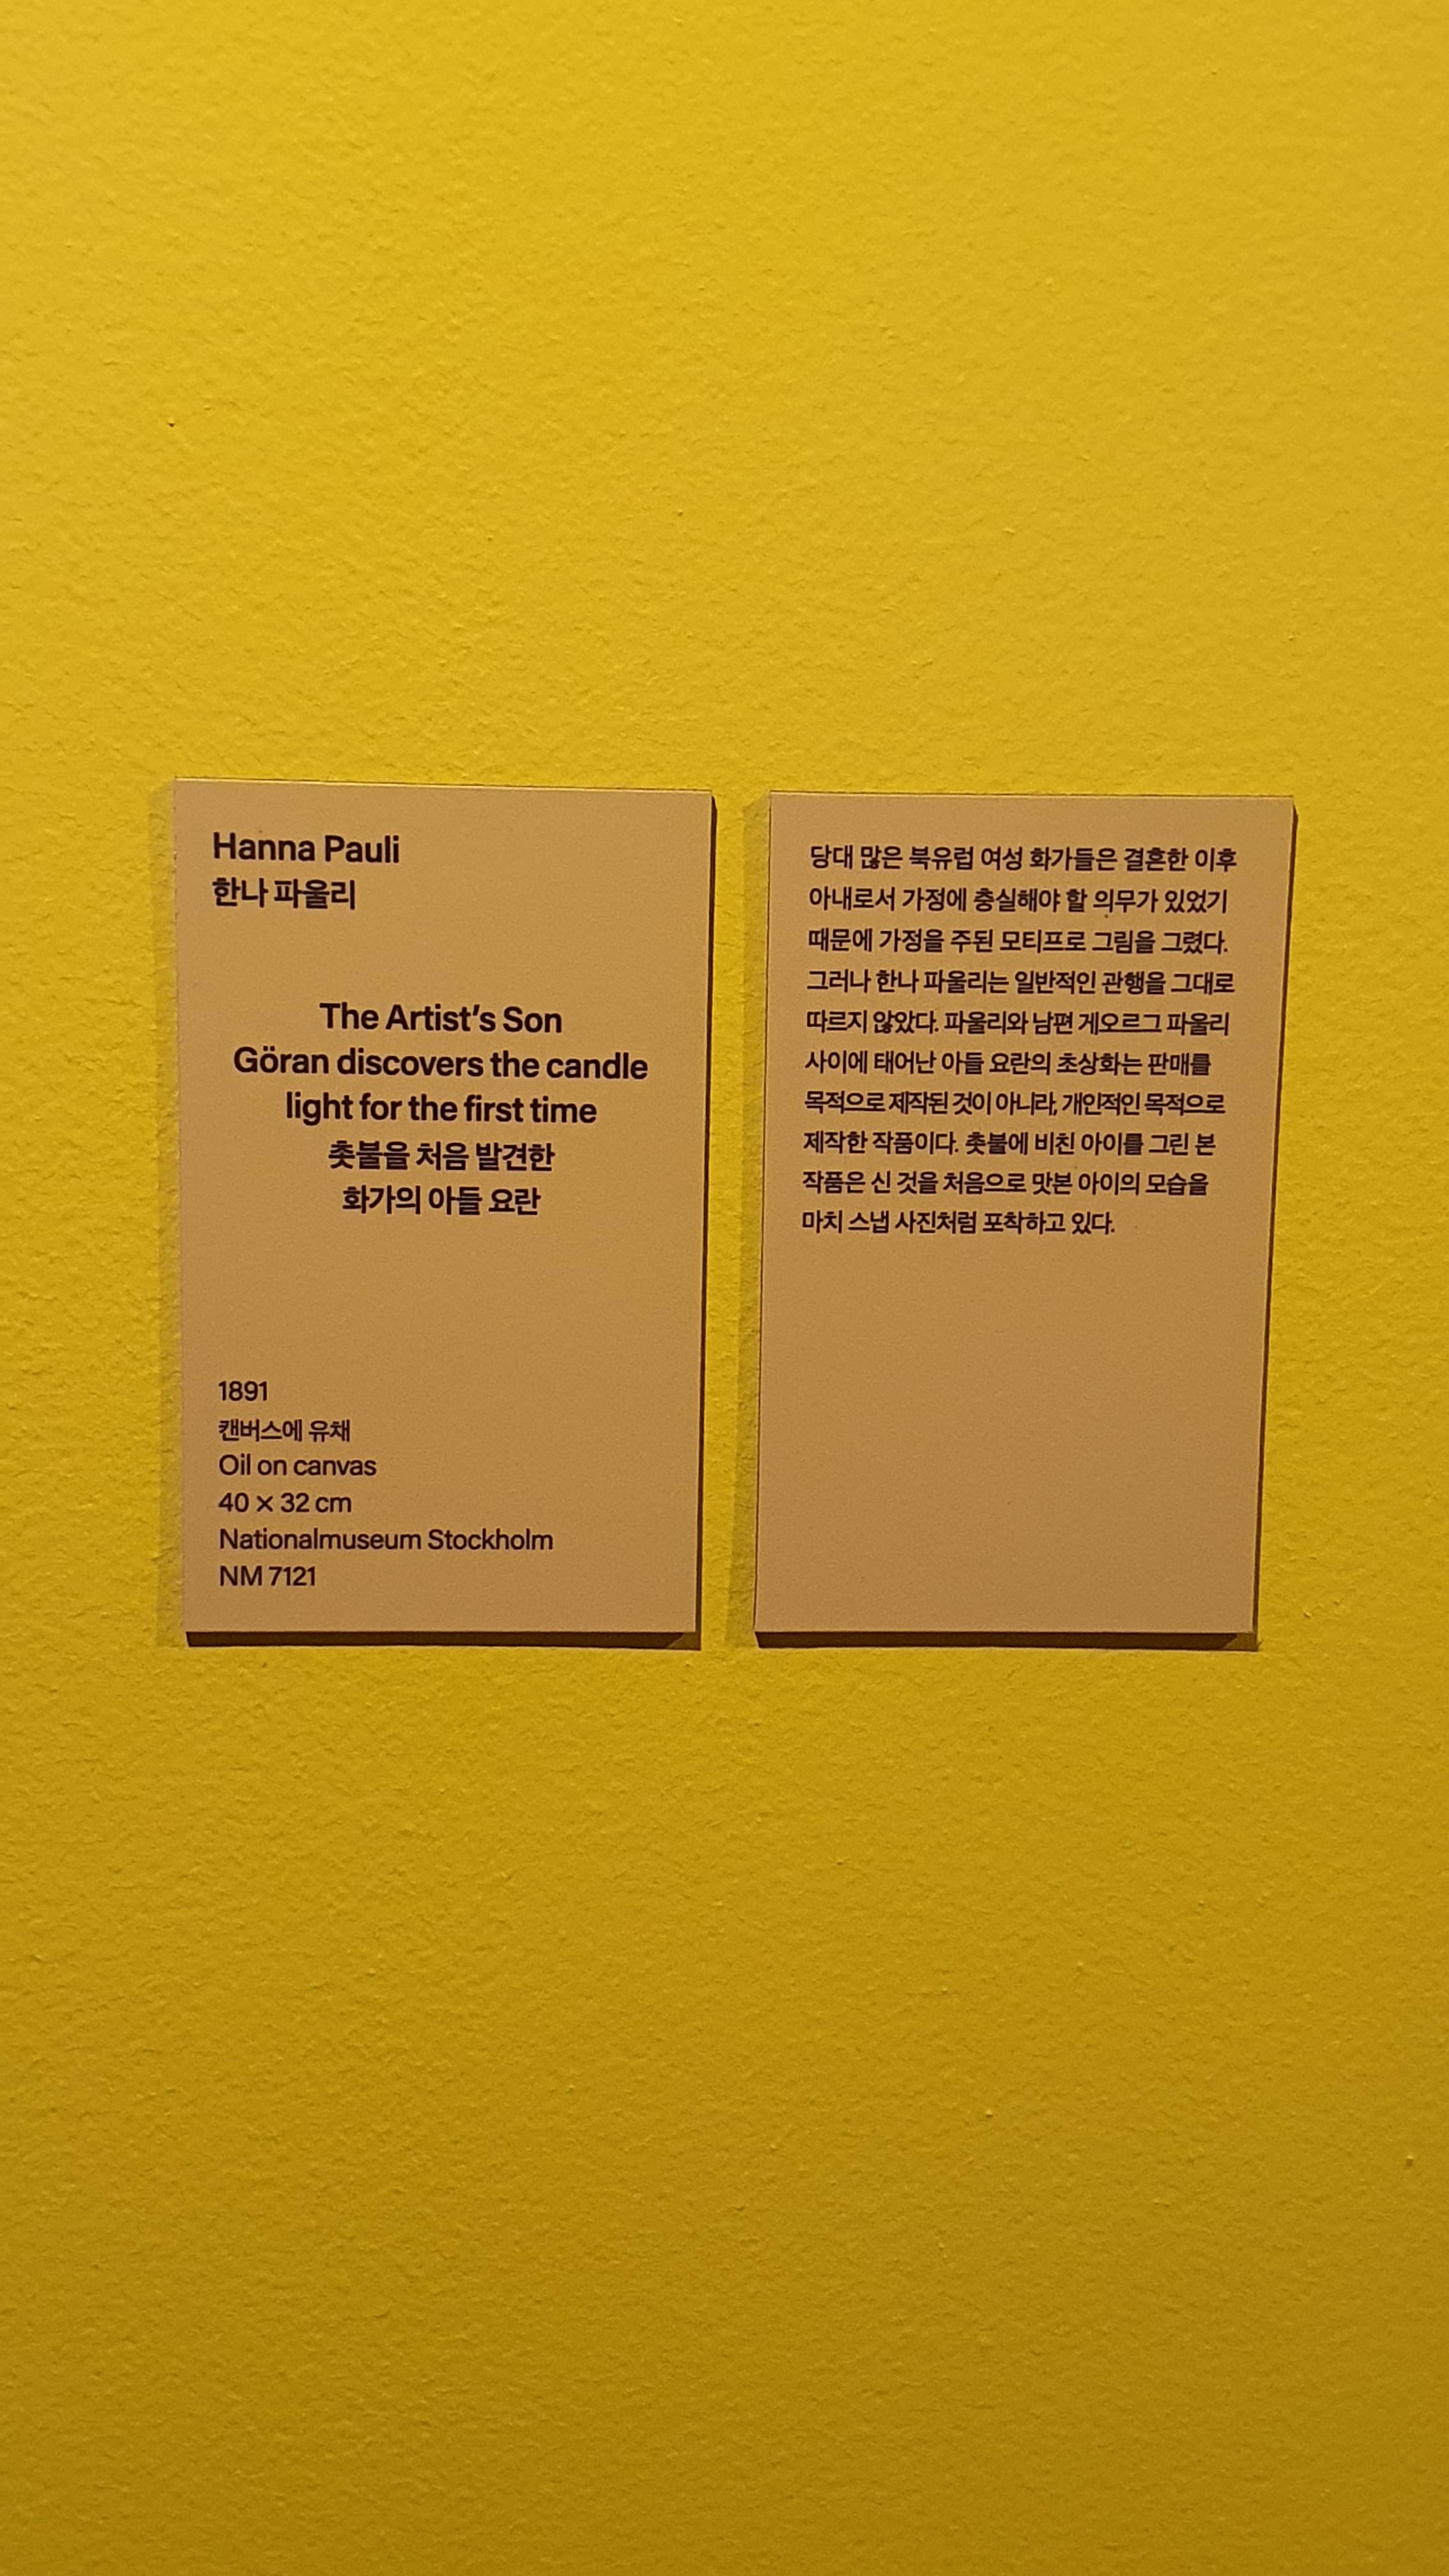 Hanna Pauli
한나 파울리
The Artist's Son
Göran discovers the candle
light for the first time
촛불을 처음 발견한
화가의 아들 요란
1891
캔버스에 유채
Oil on canvas
40 × 32 cm
Nationalmuseum Stockholm
NM 7121
당대 많은 북유럽 여성 화가들은 결혼한 이후
아내로서 가정에 충실해야 할 의무가 있었기
때문에 가정을 주된 모티프로 그림을 그렸다.
그러나 한나 파울리는 일반적인 관행을 그대로
따르지 않았다. 파울리와 남편 게오르그 파울리
사이에 태어난 아들 요란의 초상화는 판매를
목적으로 제작된 것이 아니라, 개인적인 목적으로
제작한 작품이다. 촛불에 비친 아이를 그린 본
작품은 신 것을 처음으로 맛본 아이의 모습을
마치 스냅 사진처럼 포착하고 있다.